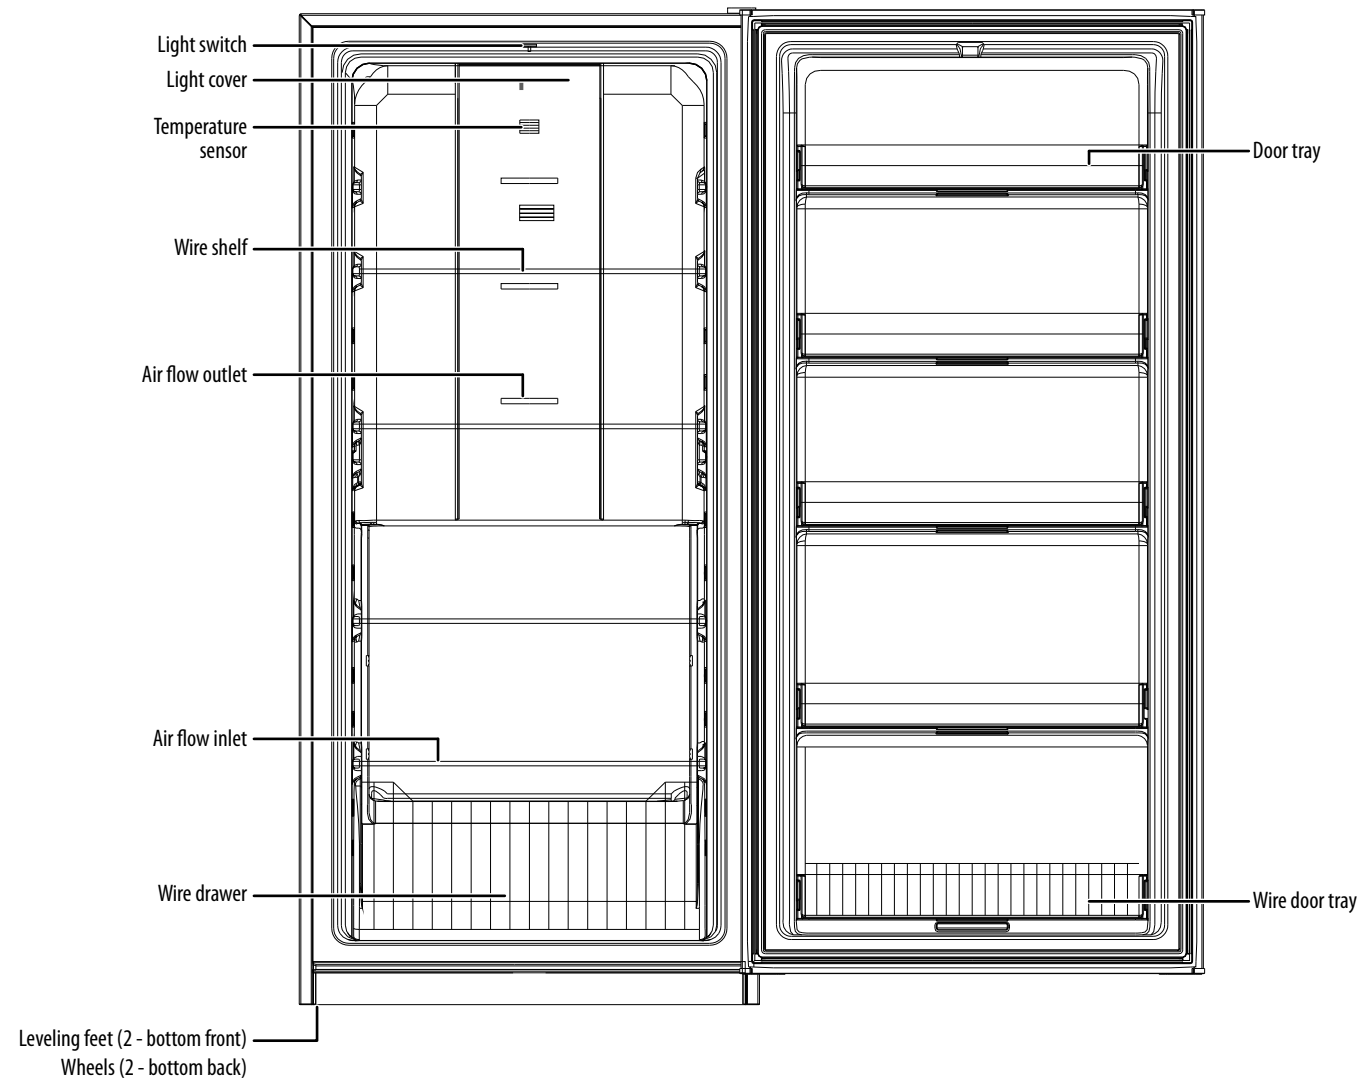 Light switch
Light cover
Temperature
sensor
Door tray
Wire shelf
Air flow outlet
Air flow inlet
Wire drawer
Wire door tray
Leveling feet (2 - bottom front)
Wheels (2 - bottom back)